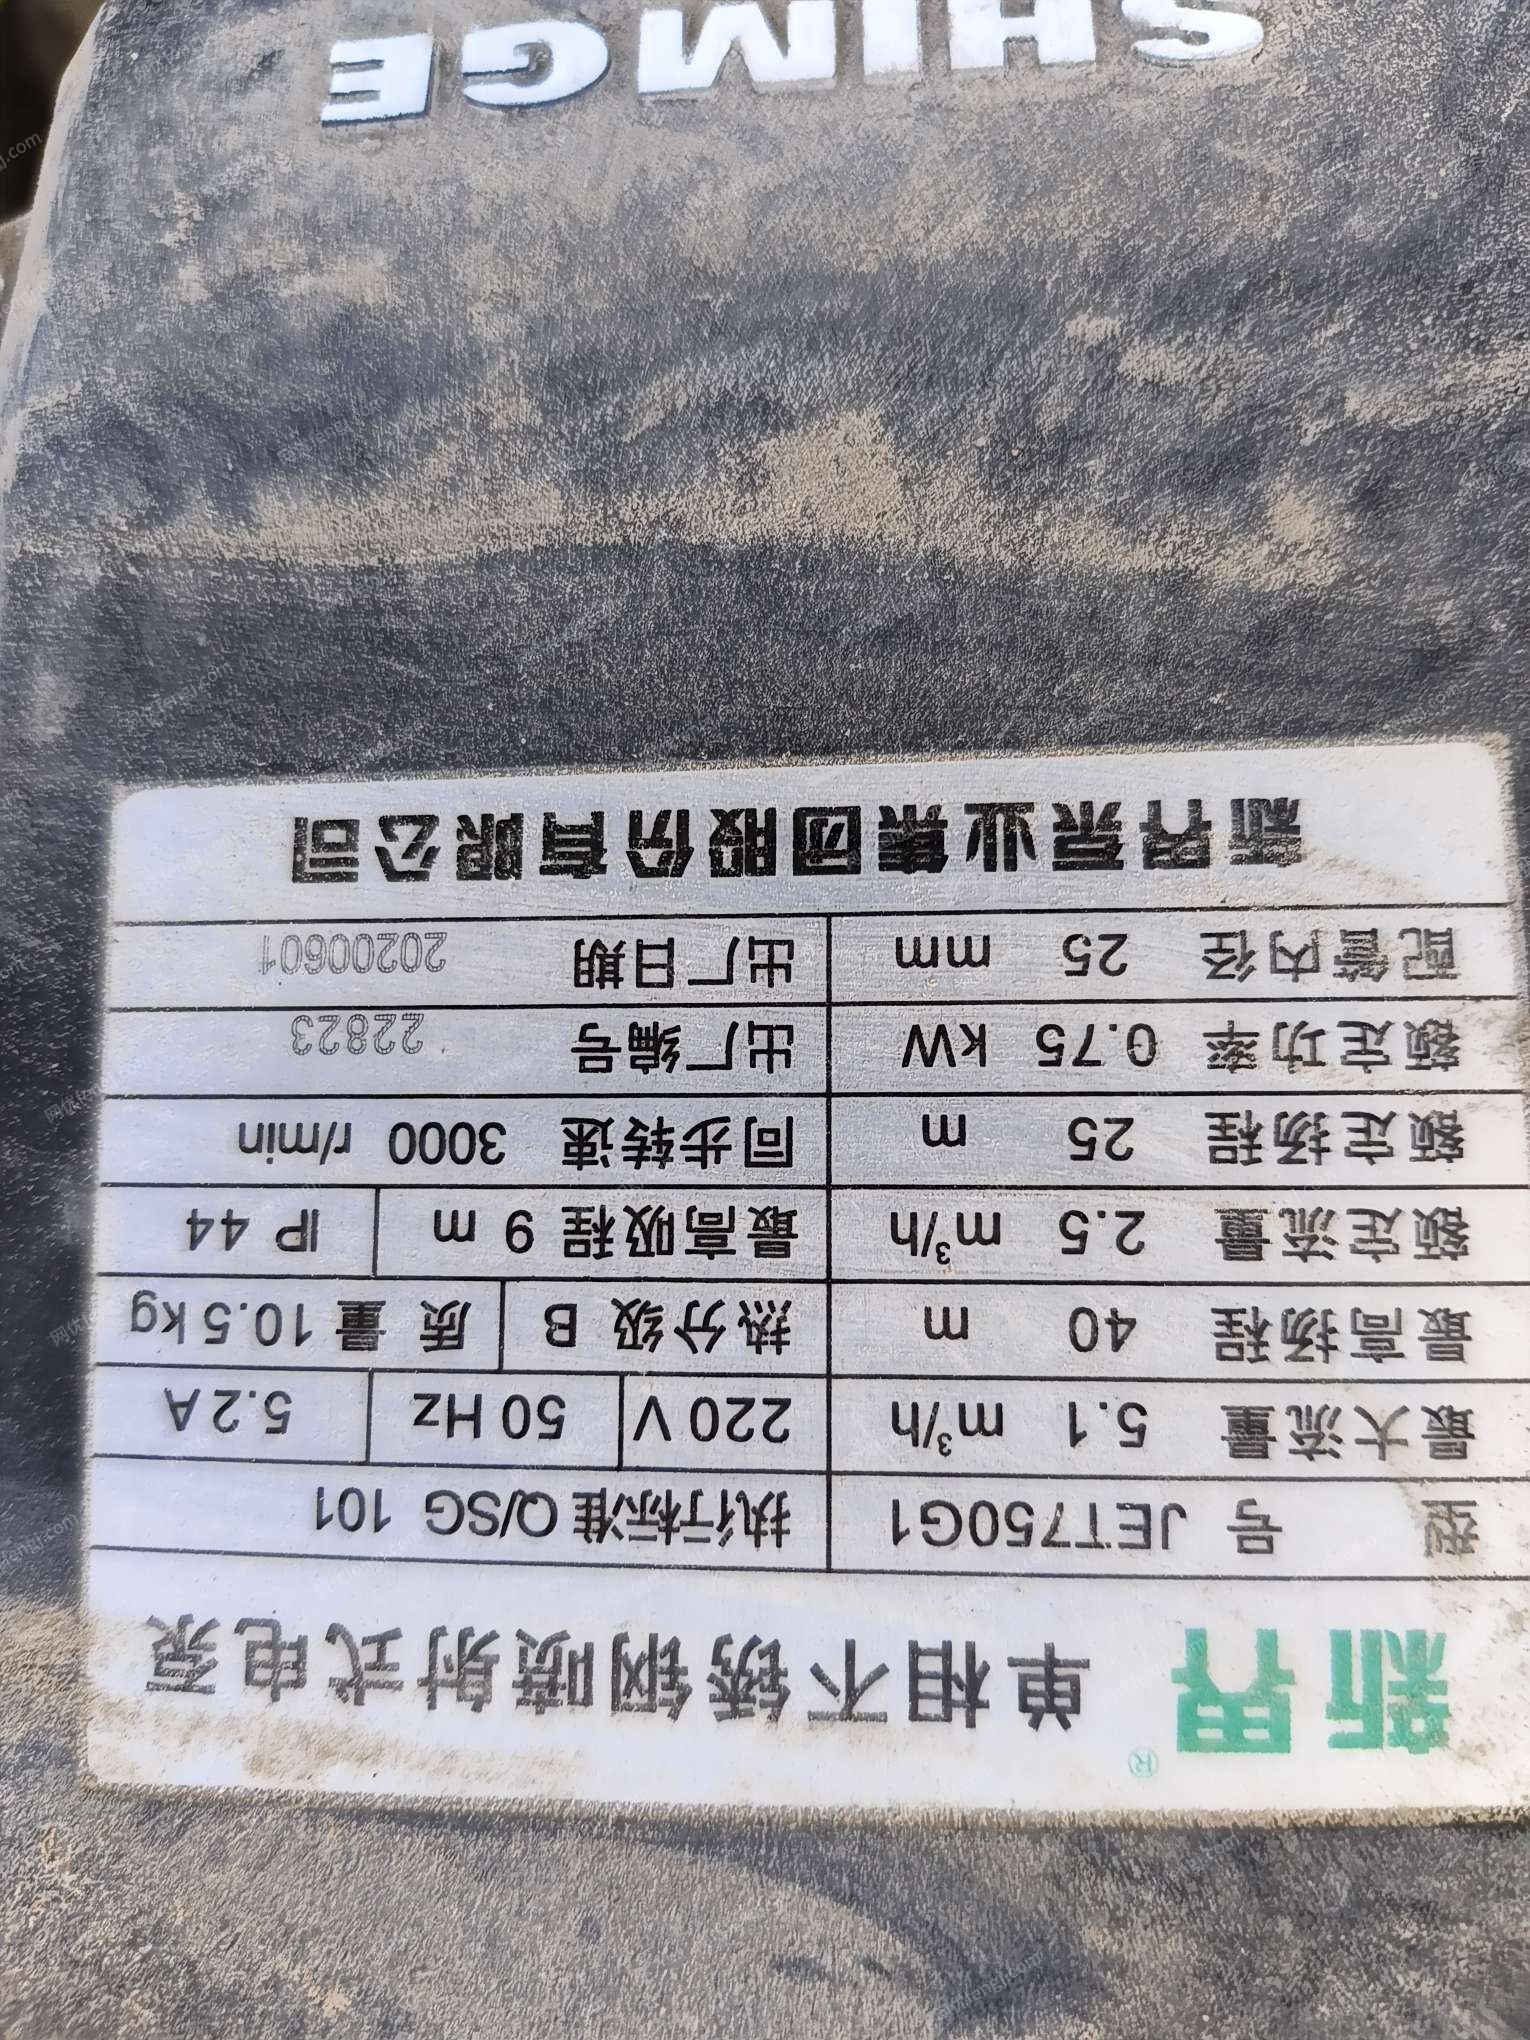 新界® 单相不锈钢喷射式电泵
型 号 JET750G1 执行标准 Q/SG 101
最大流量 5.1 m³/h 220 V 50 Hz 5.2 A
最高扬程 40 m 热分级 B 质 量 10.5 kg
额定流量 2.5 m³/h 最高吸程 9 m IP 44
额定扬程 25 m 同步转速 3000 r/min
额定功率 0.75 kW 出厂编号 22823
配管内径 25 mm 出厂日期 20200601
新界泵业集团股份有限公司
SHIMGE